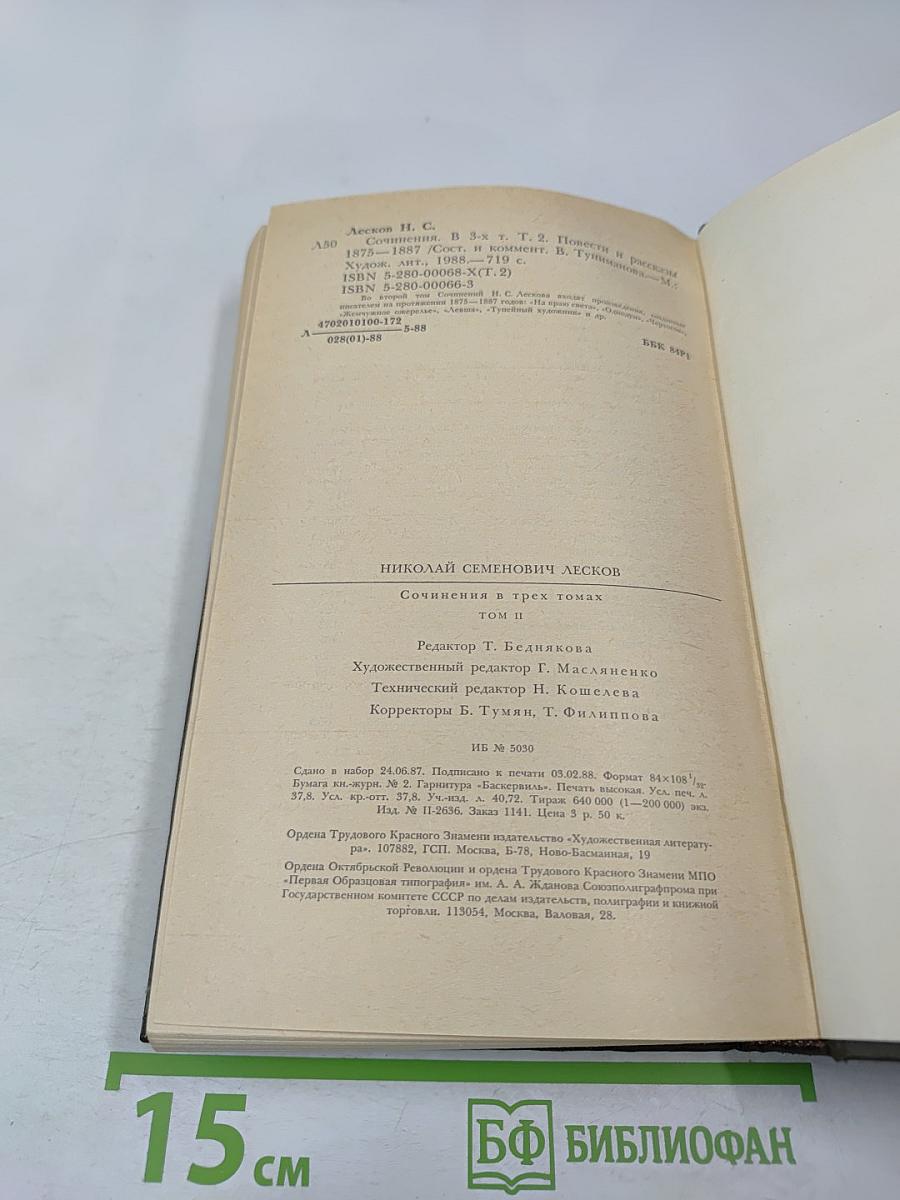 Лесков Н. С.
Л50 Сочинения. В 3-х т. Т. 2. Повести и рассказы
1875—1887 /Сост. и коммент. В. Туниманова.—М.:
Худож. лит., 1988.—719 с.
ISBN 5-280-00068-X(Т. 2)
ISBN 5-280-00066-3
Во второй том Сочинений Н. С. Лескова входят произведения, созданные
писателем на протяжении 1875—1887 годов: «На краю света», «Однодум», «Чертогон»,
«Жемчужное ожерелье», «Левша», «Тупейный художник» и др.
4702010100-172
Л 5-88
028(01)-88
ББК 84Р1
НИКОЛАЙ СЕМЕНОВИЧ ЛЕСКОВ
Сочинения в трех томах
ТОМ II
Редактор Т. Беднякова
Художественный редактор Г. Масляненко
Технический редактор Н. Кошелева
Корректоры Б. Тумян, Т. Филиппова
ИБ № 5030
Сдано в набор 24.06.87. Подписано к печати 03.02.88. Формат 84×108 1/32.
Бумага кн.-журн. № 2. Гарнитура «Баскервиль». Печать высокая. Усл. печ. л.
37,8. Усл. кр.-отт. 37,8. Уч.-изд. л. 40,72. Тираж 640 000 (1—200 000) экз.
Изд. № II-2636. Заказ 1141. Цена 3 р. 50 к.
Ордена Трудового Красного Знамени издательство «Художественная литерату-
ра». 107882, ГСП. Москва, Б-78, Ново-Басманная, 19
Ордена Октябрьской Революции и ордена Трудового Красного Знамени МПО
«Первая Образцовая типография» им. А. А. Жданова Союзполиграфпрома при
Государственном комитете СССР по делам издательств, полиграфии и книжной
торговли. 113054, Москва, Валовая, 28.
15 см
БФ БИБЛИОФАН